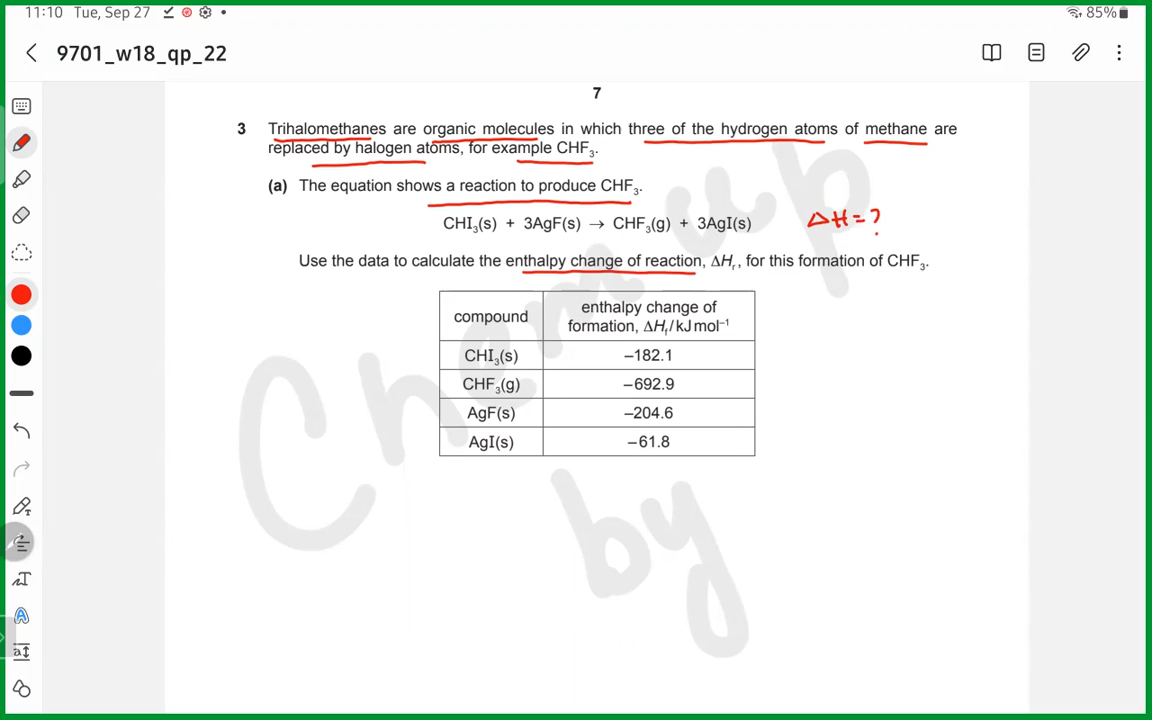 11:10 Tue, Sep 27
85%
9701_w18_qp_22
7
3 Trihalomethanes are organic molecules in which three of the hydrogen atoms of methane are
replaced by halogen atoms, for example CHF₃.
(a) The equation shows a reaction to produce CHF₃.
CHI₃(s) + 3AgF(s) → CHF₃(g) + 3AgI(s) ΔH = ?
Use the data to calculate the enthalpy change of reaction, ΔHᵣ, for this formation of CHF₃.
compound
enthalpy change of
formation, ΔH_f / kJ mol⁻¹
CHI₃(s) –182.1
CHF₃(g) –692.9
AgF(s) –204.6
AgI(s) –61.8
Chem up
by